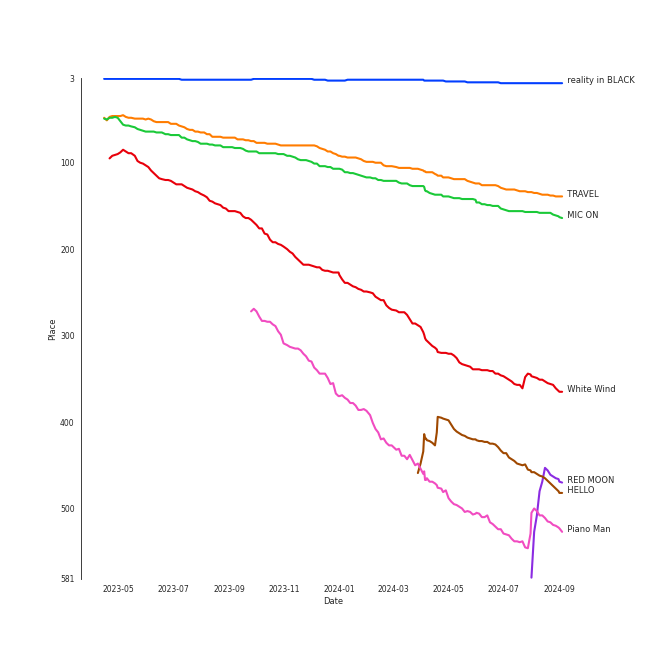 3
100
200
300
400
500
581
Place
2023-05
2023-07
2023-09
2023-11
2024-01
2024-03
2024-05
2024-07
2024-09
Date
reality in BLACK
TRAVEL
MIC ON
White Wind
RED MOON
HELLO
Piano Man